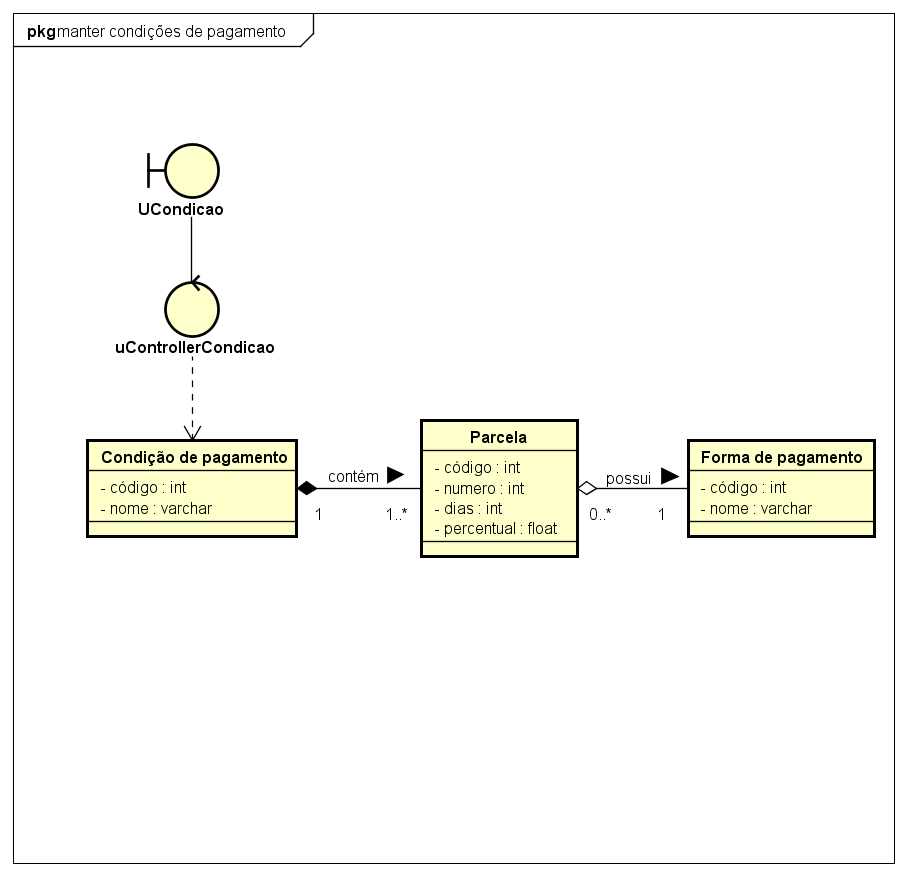 pkg manter condições de pagamento
UCondicao
uControllerCondicao
Condição de pagamento
- código : int
- nome : varchar
contém
1
1..*
Parcela
- código : int
- numero : int
- dias : int
- percentual : float
possui
0..*
1
Forma de pagamento
- código : int
- nome : varchar